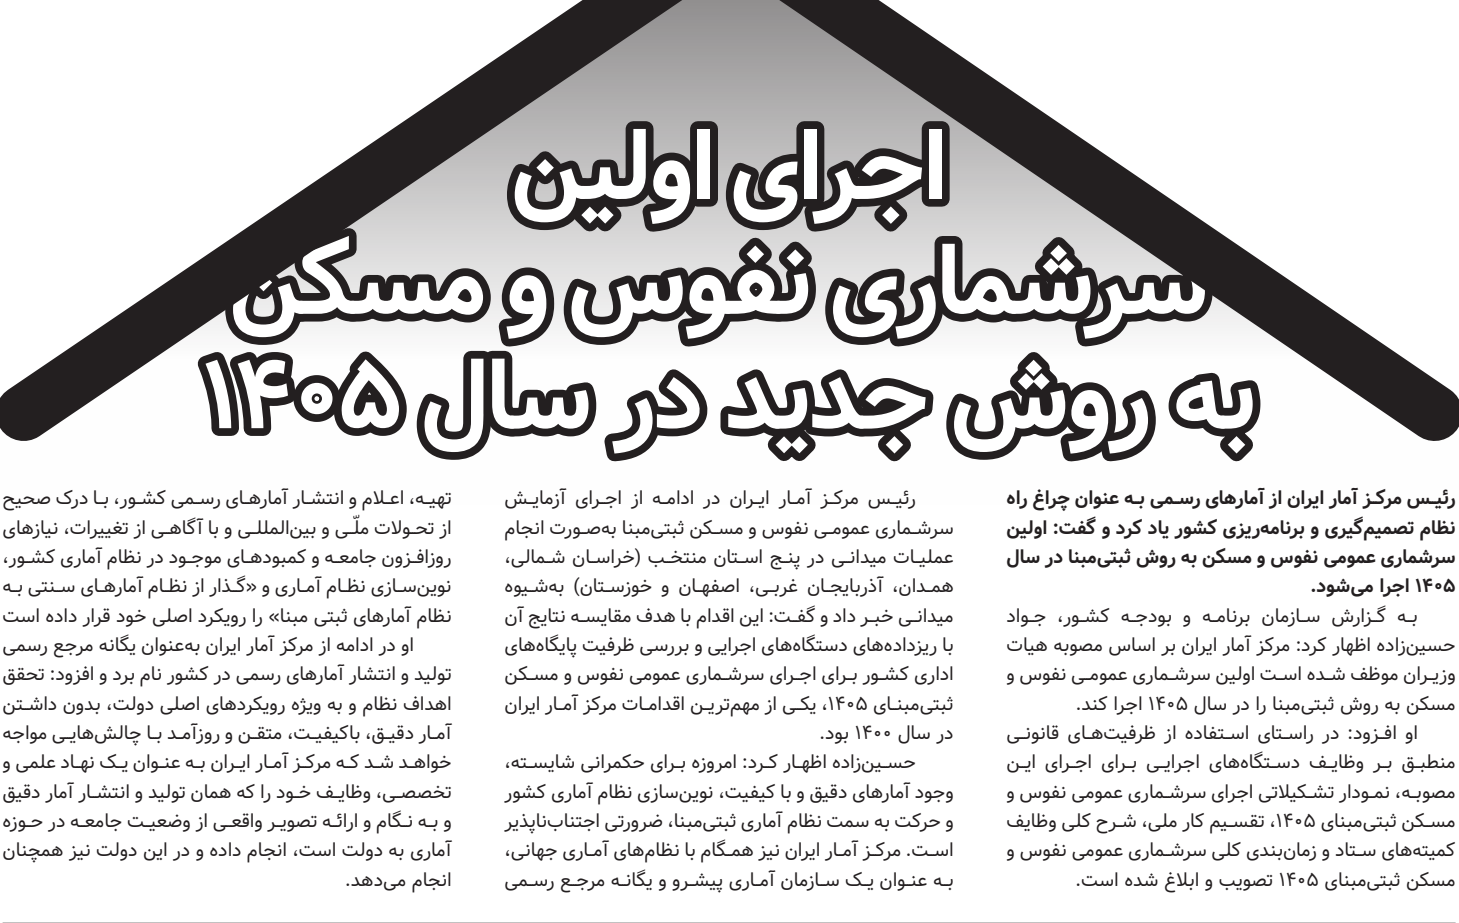 اجرای اولین
سرشماری نفوس و مسکن
به روش جدید در سال ۱۴۰۵
رئیس مرکز آمار ایران از آمارهای رسمی به عنوان چراغ راه
نظام تصمیم‌گیری و برنامه‌ریزی کشور یاد کرد و گفت: اولین
سرشماری عمومی نفوس و مسکن به روش ثبتی‌مبنا در سال
۱۴۰۵ اجرا می‌شود.
به گزارش سازمان برنامه و بودجه کشور، جواد
حسین‌زاده اظهار کرد: مرکز آمار ایران بر اساس مصوبه هیات
وزیران موظف شده است اولین سرشماری عمومی نفوس و
مسکن به روش ثبتی‌مبنا را در سال ۱۴۰۵ اجرا کند.
او افزود: در راستای استفاده از ظرفیت‌های قانونی
منطبق بر وظایف دستگاه‌های اجرایی برای اجرای این
مصوبه، نمودار تشکیلاتی اجرای سرشماری عمومی نفوس و
مسکن ثبتی‌مبنای ۱۴۰۵، تقسیم کار ملی، شرح کلی وظایف
کمیته‌های ستاد و زمان‌بندی کلی سرشماری عمومی نفوس و
مسکن ثبتی‌مبنای ۱۴۰۵ تصویب و ابلاغ شده است.
رئیس مرکز آمار ایران در ادامه از اجرای آزمایش
سرشماری عمومی نفوس و مسکن ثبتی‌مبنا به‌صورت انجام
عملیات میدانی در پنج استان منتخب (خراسان شمالی،
همدان، آذربایجان غربی، اصفهان و خوزستان) به‌شیوه
میدانی خبر داد و گفت: این اقدام با هدف مقایسه نتایج آن
با ریزداده‌های دستگاه‌های اجرایی و بررسی ظرفیت پایگاه‌های
اداری کشور برای اجرای سرشماری عمومی نفوس و مسکن
ثبتی‌مبنای ۱۴۰۵، یکی از مهم‌ترین اقدامات مرکز آمار ایران
در سال ۱۴۰۰ بود.
حسین‌زاده اظهار کرد: امروزه برای حکمرانی شایسته،
وجود آمارهای دقیق و با کیفیت، نوین‌سازی نظام آماری کشور
و حرکت به سمت نظام آماری ثبتی‌مبنا، ضرورتی اجتناب‌ناپذیر
است. مرکز آمار ایران نیز همگام با نظام‌های آماری جهانی،
به عنوان یک سازمان آماری پیشرو و یگانه مرجع رسمی
تهیه، اعلام و انتشار آمارهای رسمی کشور، با درک صحیح
از تحولات ملّی و بین‌المللی و با آگاهی از تغییرات، نیازهای
روزافزون جامعه و کمبودهای موجود در نظام آماری کشور،
نوین‌سازی نظام آماری و «گذار از نظام آمارهای سنتی به
نظام آمارهای ثبتی مبنا» را رویکرد اصلی خود قرار داده است
او در ادامه از مرکز آمار ایران به‌عنوان یگانه مرجع رسمی
تولید و انتشار آمارهای رسمی در کشور نام برد و افزود: تحقق
اهداف نظام و به ویژه رویکردهای اصلی دولت، بدون داشتن
آمار دقیق، باکیفیت، متقن و روزآمد با چالش‌هایی مواجه
خواهد شد که مرکز آمار ایران به عنوان یک نهاد علمی و
تخصصی، وظایف خود را که همان تولید و انتشار آمار دقیق
و به نگام و ارائه تصویر واقعی از وضعیت جامعه در حوزه
آماری به دولت است، انجام داده و در این دولت نیز همچنان
انجام می‌دهد.